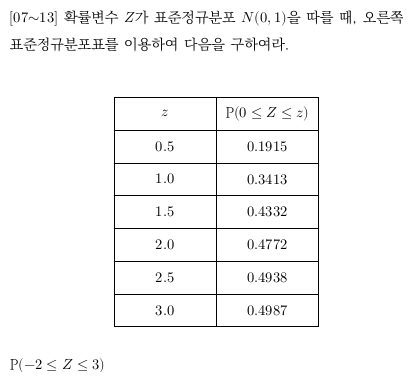 [07~13] 확률변수 Z가 표준정규분포 N(0, 1)을 따를 때, 오른쪽
표준정규분포표를 이용하여 다음을 구하여라.
z P(0 ≤ Z ≤ z)
0.5 0.1915
1.0 0.3413
1.5 0.4332
2.0 0.4772
2.5 0.4938
3.0 0.4987
P(−2 ≤ Z ≤ 3)